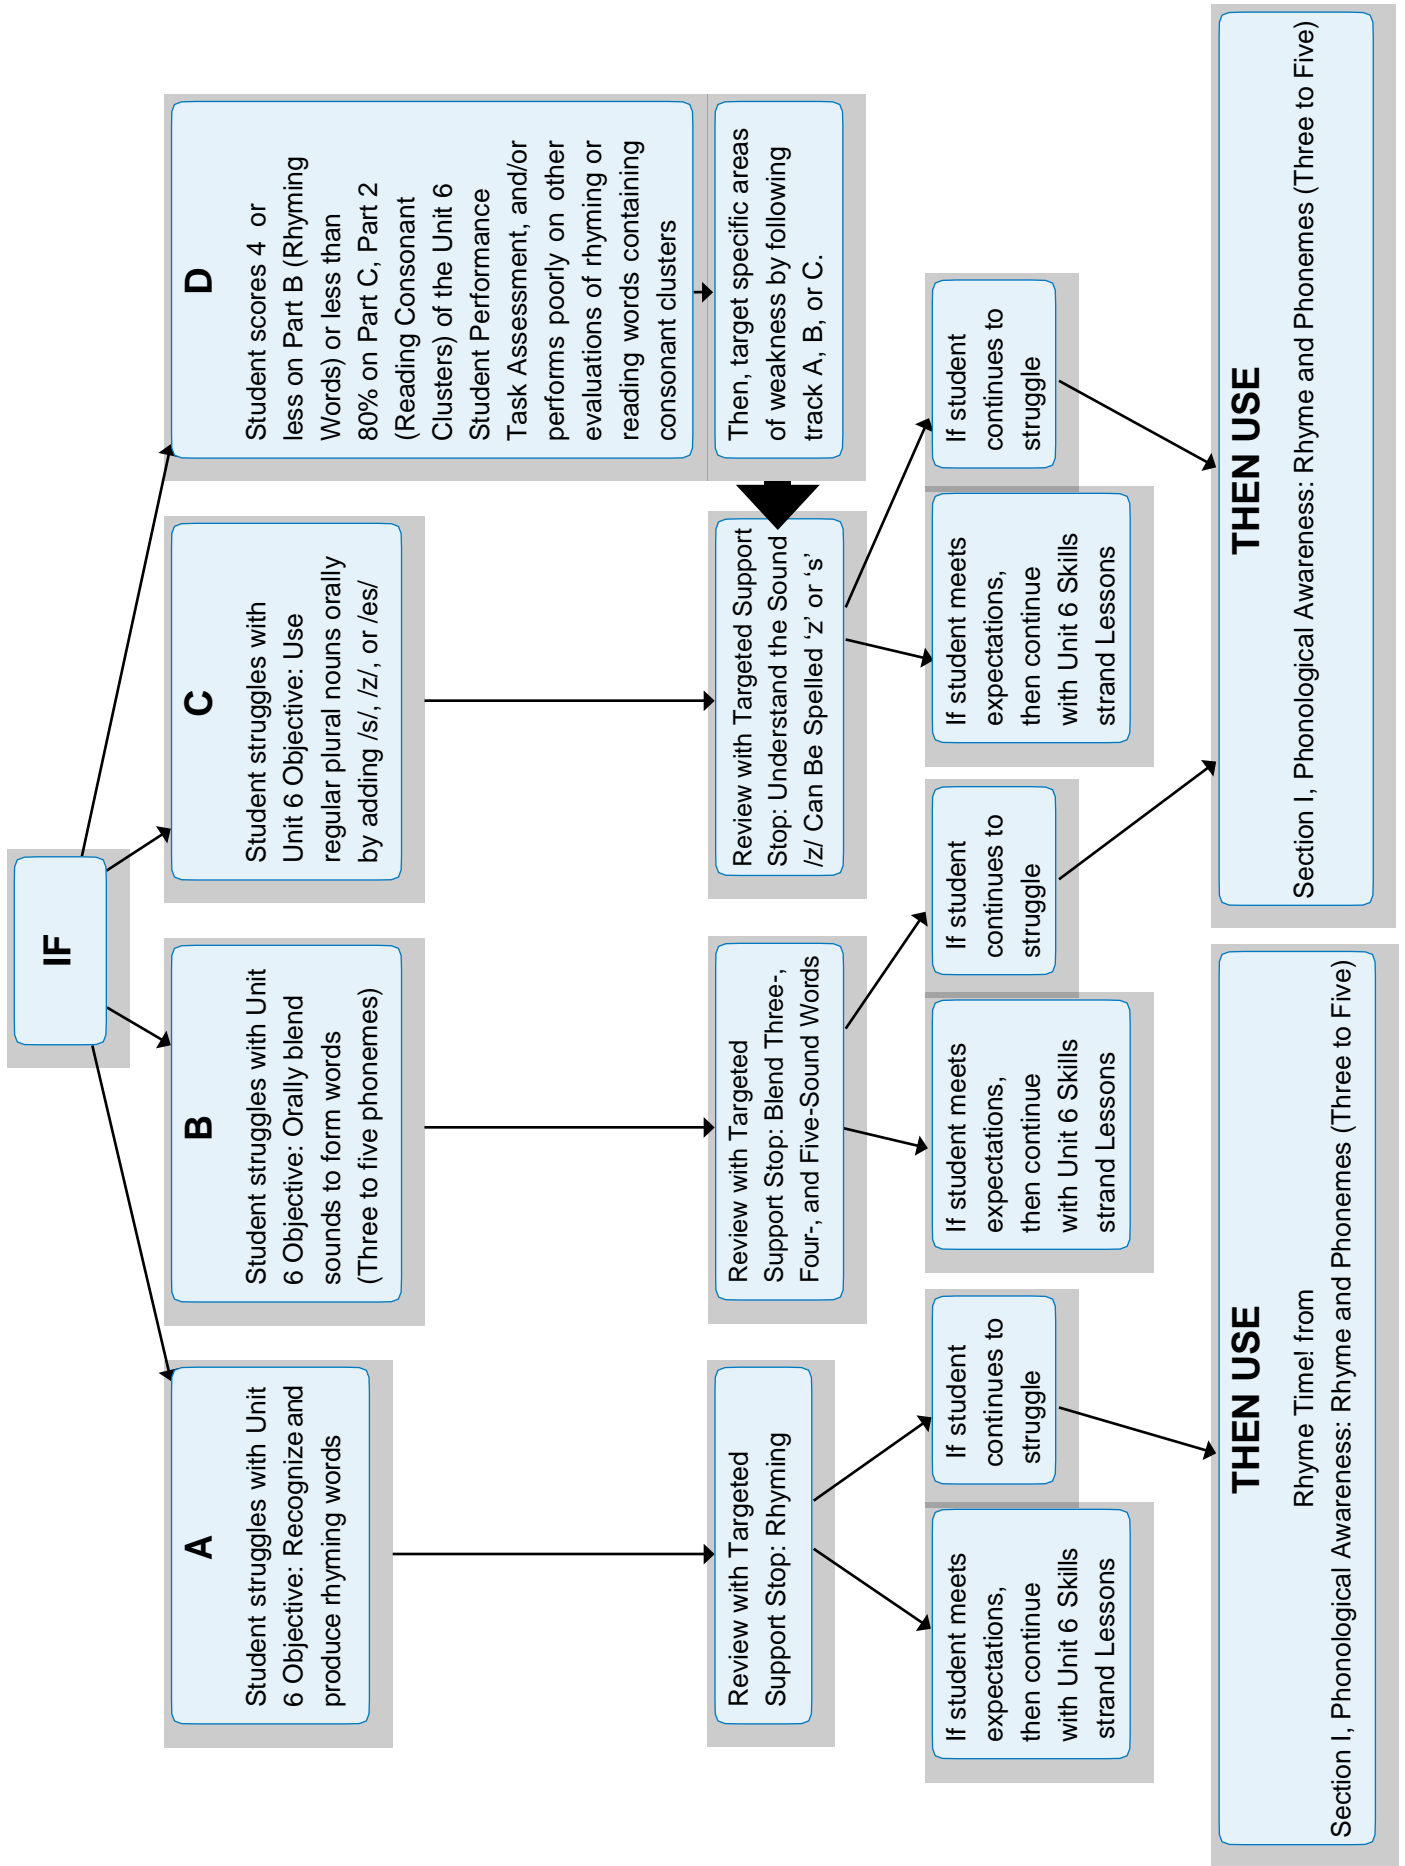 IF
A
Student struggles with Unit
6 Objective: Recognize and
produce rhyming words
B
Student struggles with Unit
6 Objective: Orally blend
sounds to form words
(Three to five phonemes)
C
Student struggles with
Unit 6 Objective: Use
regular plural nouns orally
by adding /s/, /z/, or /es/
D
Student scores 4 or
less on Part B (Rhyming
Words) or less than
80% on Part C, Part 2
(Reading Consonant
Clusters) of the Unit 6
Student Performance
Task Assessment, and/or
performs poorly on other
evaluations of rhyming or
reading words containing
consonant clusters
Review with Targeted
Support Stop: Rhyming
Review with Targeted
Support Stop: Blend Three-,
Four-, and Five-Sound Words
Review with Targeted Support
Stop: Understand the Sound
/z/ Can Be Spelled ‘z’ or ‘s’
Then, target specific areas
of weakness by following
track A, B, or C.
If student meets
expectations,
then continue
with Unit 6 Skills
strand Lessons
If student
continues to
struggle
If student meets
expectations,
then continue
with Unit 6 Skills
strand Lessons
If student
continues to
struggle
If student meets
expectations,
then continue
with Unit 6 Skills
strand Lessons
If student
continues to
struggle
THEN USE
Rhyme Time! from
Section I, Phonological Awareness: Rhyme and Phonemes (Three to Five)
THEN USE
Section I, Phonological Awareness: Rhyme and Phonemes (Three to Five)